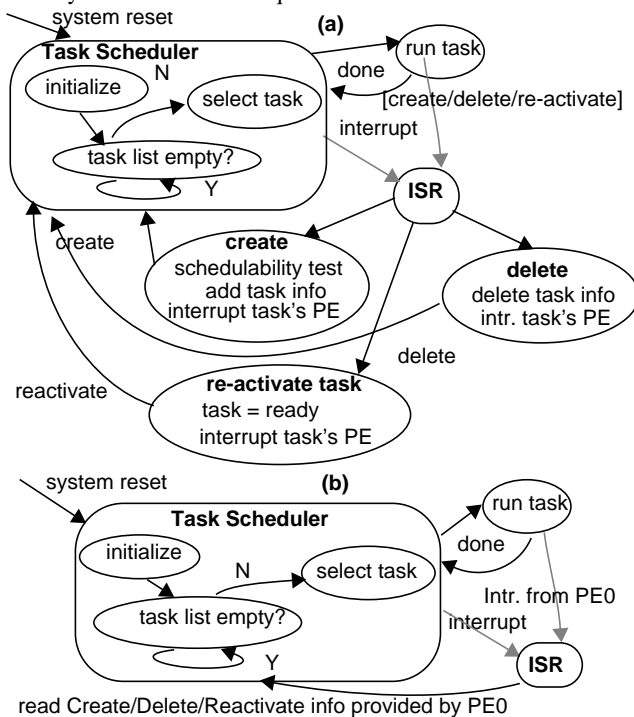 system reset
(a)
Task Scheduler
run task
initialize
N
done
select task
[create/delete/re-activate]
interrupt
task list empty?
Y
ISR
create
create
schedulability test
add task info
interrupt task's PE
delete
delete task info
intr. task's PE
delete
reactivate
re-activate task
task = ready
interrupt task's PE
system reset
(b)
Task Scheduler
run task
initialize
done
N
select task
Intr. from PE0
task list empty?
interrupt
Y
ISR
read Create/Delete/Reactivate info provided by PE0